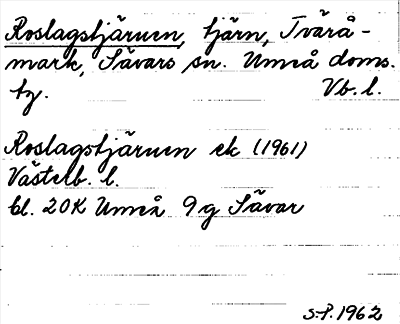 Roslagstjärnen, tjärn, Tvärå-
mark, Sävars sn. Umeå doms.
tg. Vb. l.
Roslagstjärnen ek (1961)
Västerb. l.
bl. 20K Umeå 9g Sävar
S.P. 1962